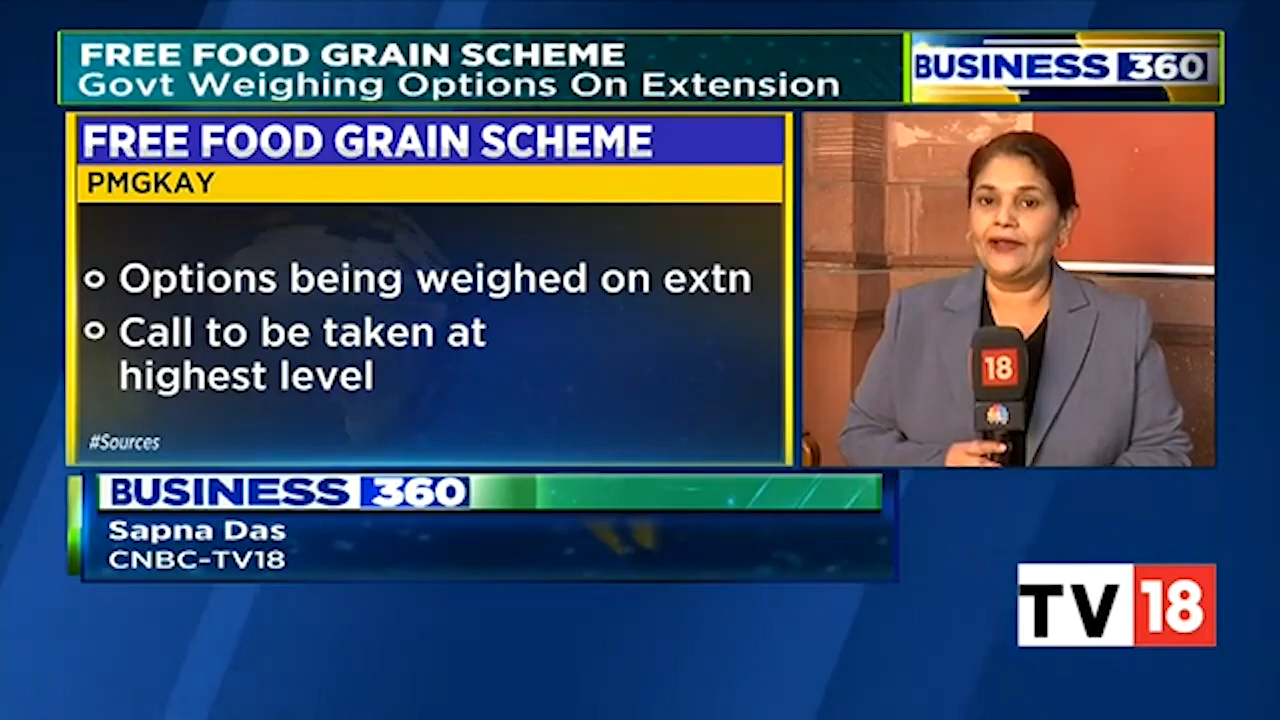 FREE FOOD GRAIN SCHEME
Govt Weighing Options On Extension
BUSINESS 360
FREE FOOD GRAIN SCHEME
PMGKAY
Options being weighed on extn
Call to be taken at
highest level
#Sources
18
BUSINESS 360
Sapna Das
CNBC-TV18
TV18